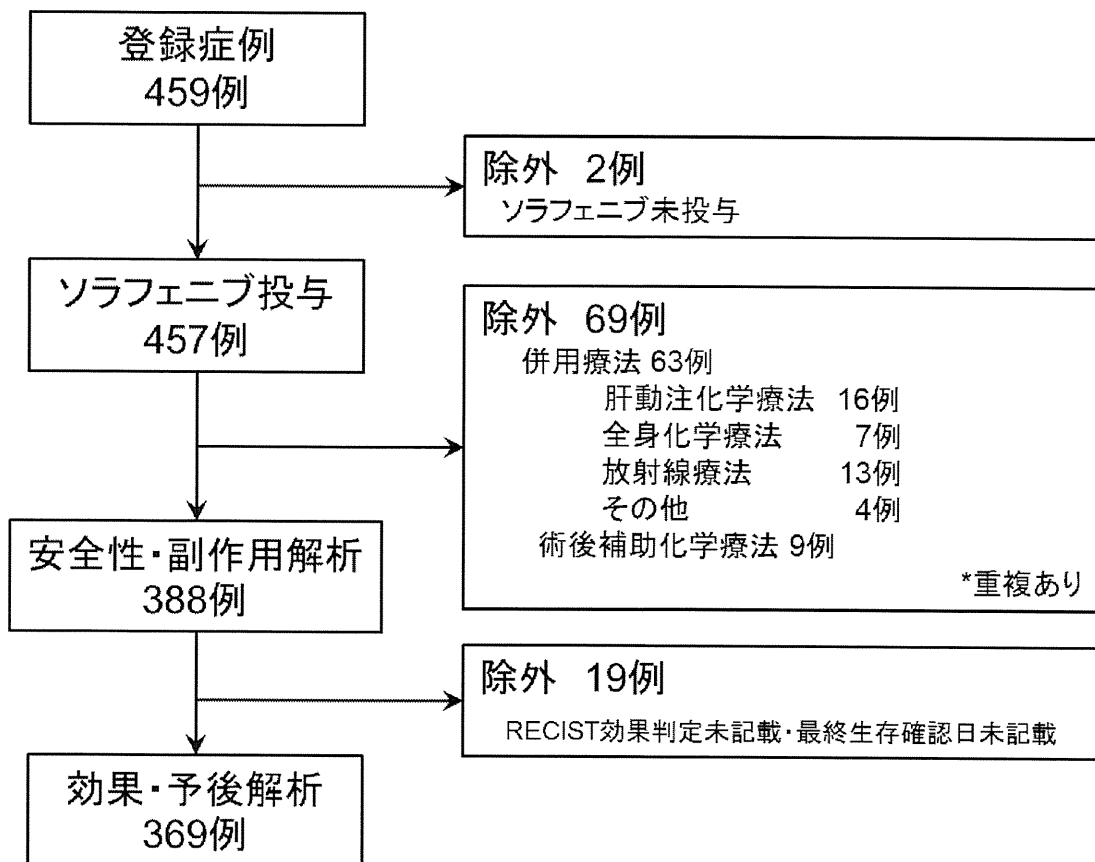 登録症例
459例
除外 2例
ソラフェニブ未投与
ソラフェニブ投与
457例
除外 69例
併用療法 63例
肝動注化学療法 16例
全身化学療法 7例
放射線療法 13例
その他 4例
術後補助化学療法 9例
*重複あり
安全性・副作用解析
388例
除外 19例
RECIST効果判定未記載・最終生存確認日未記載
効果・予後解析
369例